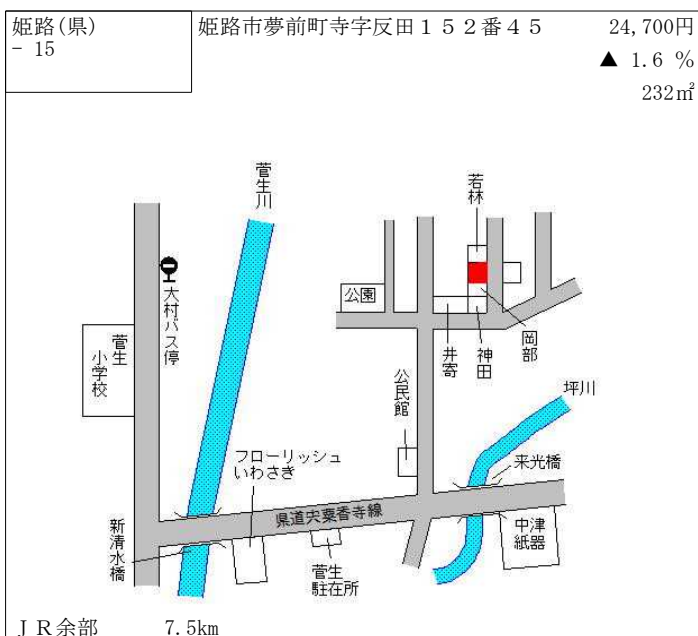 姫路(県)
- 15
姫路市夢前町寺字反田１５２番４５
24,700円
▲ 1.6 %
232㎡
菅生川
若林
大村バス停
公園
菅生
小学校
井寄
神田
岡部
公民館
坪川
フローリッシュ
いわさき
来光橋
県道宍粟香寺線
新清水橋
菅生
駐在所
中津
紙器
ＪＲ余部
7.5km